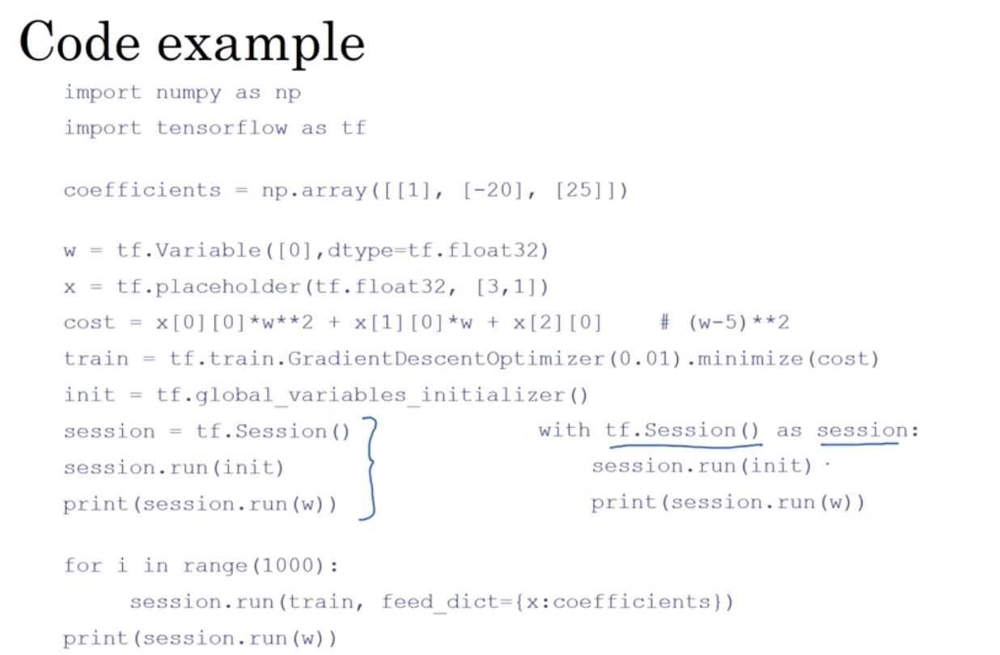 Code example
import numpy as np
import tensorflow as tf
coefficients = np.array([[1], [-20], [25]])
w = tf.Variable([0],dtype=tf.float32)
x = tf.placeholder(tf.float32, [3,1])
cost = x[0][0]*w**2 + x[1][0]*w + x[2][0]    # (w-5)**2
train = tf.train.GradientDescentOptimizer(0.01).minimize(cost)
init = tf.global_variables_initializer()
session = tf.Session()
session.run(init)
print(session.run(w))
with tf.Session() as session:
session.run(init)
print(session.run(w))
for i in range(1000):
session.run(train, feed_dict={x:coefficients})
print(session.run(w))